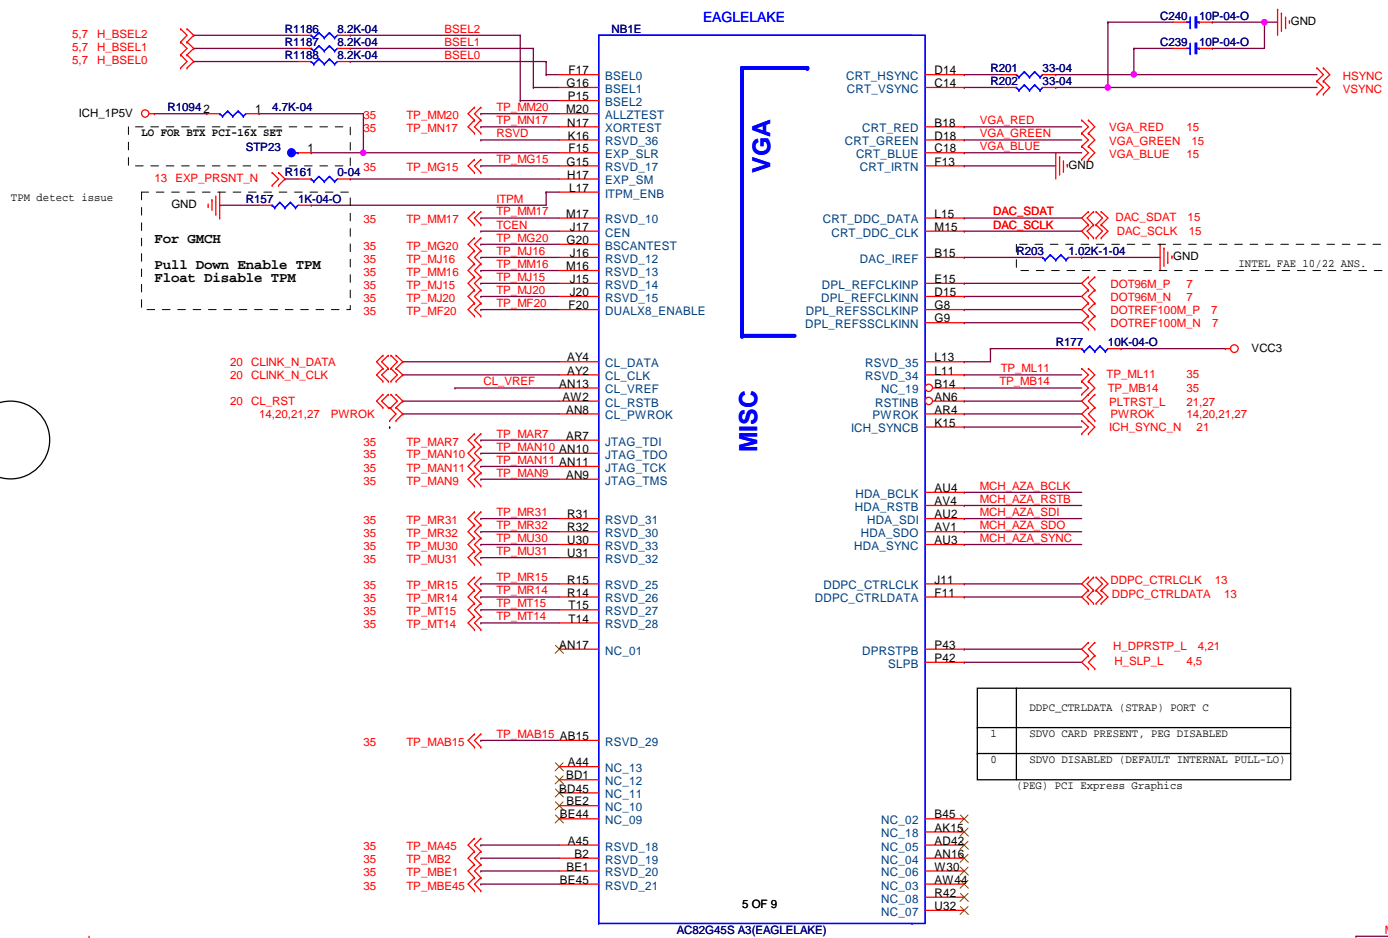 EAGLELAKE
NB1E
5,7 H_BSEL2 R1186 8.2K-04 BSEL2
5,7 H_BSEL1 R1187 8.2K-04 BSEL1
5,7 H_BSEL0 R1188 8.2K-04 BSEL0
F17 BSEL0
G16 BSEL1
P15 BSEL2
ICH_1P5V R1094 2 1 4.7K-04
35 TP_MM20 TP_MM20 M20 ALLZTEST
35 TP_MN17 TP_MN17 N17 XORTEST
LO FOR BTX PCI-16X SET
RSVD K16 RSVD_36
STP23 1 F15 EXP_SLR
35 TP_MG15 TP_MG15 G15 RSVD_17
13 EXP_PRSNT_N R161 0-04 H17 EXP_SM
L17 ITPM_ENB
TPM detect issue
GND R157 1K-04-O ITPM
For GMCH
Pull Down Enable TPM
Float Disable TPM
35 TP_MM17 TP_MM17 M17 RSVD_10
TCEN J17 CEN
35 TP_MG20 TP_MG20 G20 BSCANTEST
35 TP_MJ16 TP_MJ16 J16 RSVD_12
35 TP_MM16 TP_MM16 M16 RSVD_13
35 TP_MJ15 TP_MJ15 J15 RSVD_14
35 TP_MJ20 TP_MJ20 J20 RSVD_15
35 TP_MF20 TP_MF20 F20 DUALX8_ENABLE
20 CLINK_N_DATA AY4 CL_DATA
20 CLINK_N_CLK AY2 CL_CLK
CL_VREF AN13 CL_VREF
20 CL_RST AW2 CL_RSTB
14,20,21,27 PWROK AN8 CL_PWROK
35 TP_MAR7 TP_MAR7 AR7 JTAG_TDI
35 TP_MAN10 TP_MAN10 AN10 JTAG_TDO
35 TP_MAN11 TP_MAN11 AN11 JTAG_TCK
35 TP_MAN9 TP_MAN9 AN9 JTAG_TMS
35 TP_MR31 TP_MR31 R31 RSVD_31
35 TP_MR32 TP_MR32 R32 RSVD_30
35 TP_MU30 TP_MU30 U30 RSVD_33
35 TP_MU31 TP_MU31 U31 RSVD_32
35 TP_MR15 TP_MR15 R15 RSVD_25
35 TP_MR14 TP_MR14 R14 RSVD_26
35 TP_MT15 TP_MT15 T15 RSVD_27
35 TP_MT14 TP_MT14 T14 RSVD_28
AN17 NC_01
35 TP_MAB15 TP_MAB15 AB15 RSVD_29
A44 NC_13
BD1 NC_12
BD45 NC_11
BE2 NC_10
BE44 NC_09
35 TP_MA45 A45 RSVD_18
35 TP_MB2 B2 RSVD_19
35 TP_MBE1 BE1 RSVD_20
35 TP_MBE45 BE45 RSVD_21
VGA
MISC
5 OF 9
AC82G45S A3(EAGLELAKE)
C240 10P-04-O GND
C239 10P-04-O
CRT_HSYNC D14 R201 33-04 HSYNC
CRT_VSYNC C14 R202 33-04 VSYNC
CRT_RED B18 VGA_RED VGA_RED 15
CRT_GREEN D18 VGA_GREEN VGA_GREEN 15
CRT_BLUE C18 VGA_BLUE VGA_BLUE 15
CRT_IRTN F13 GND
CRT_DDC_DATA L15 DAC_SDAT DAC_SDAT 15
CRT_DDC_CLK M15 DAC_SCLK DAC_SCLK 15
DAC_IREF B15 R203 1.02K-1-04 GND
INTEL FAE 10/22 ANS.
DPL_REFCLKINP E15 DOT96M_P 7
DPL_REFCLKINN D15 DOT96M_N 7
DPL_REFSSCLKINP G8 DOTREF100M_P 7
DPL_REFSSCLKINN G9 DOTREF100M_N 7
R177 10K-04-O VCC3
RSVD_35 L13
RSVD_34 L11 TP_ML11 TP_ML11 35
NC_19 B14 TP_MB14 TP_MB14 35
RSTINB AN6 PLTRST_L 21,27
PWROK AR4 PWROK 14,20,21,27
ICH_SYNCB K15 ICH_SYNC_N 21
HDA_BCLK AU4 MCH_AZA_BCLK
HDA_RSTB AV4 MCH_AZA_RSTB
HDA_SDI AU2 MCH_AZA_SDI
HDA_SDO AV1 MCH_AZA_SDO
HDA_SYNC AU3 MCH_AZA_SYNC
DDPC_CTRLCLK J11 DDPC_CTRLCLK 13
DDPC_CTRLDATA F11 DDPC_CTRLDATA 13
DPRSTPB P43 H_DPRSTP_L 4,21
SLPB P42 H_SLP_L 4,5
DDPC_CTRLDATA (STRAP) PORT C
1 SDVO CARD PRESENT, PEG DISABLED
0 SDVO DISABLED (DEFAULT INTERNAL PULL-LO)
(PEG) PCI Express Graphics
NC_02 B45
NC_18 AK15
NC_05 AD42
NC_04 AN16
NC_06 W30
NC_03 AW44
NC_08 R42
NC_07 U32